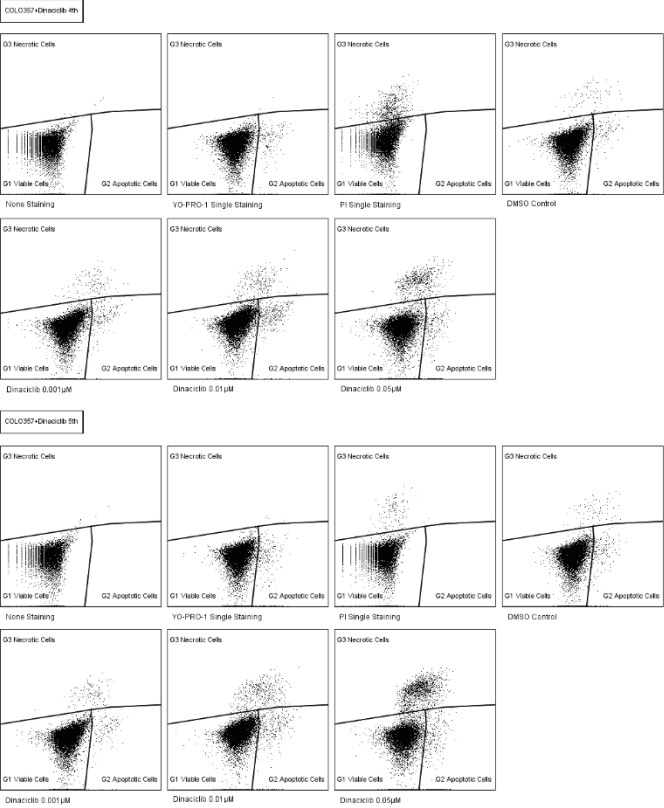 COLO357+Dinaciclib 4th
G3 Necrotic Cells
G1 Viable Cells
G2 Apoptotic Cells
None Staining
G3 Necrotic Cells
G1 Viable Cells
G2 Apoptotic Cells
YO-PRO-1 Single Staining
G3 Necrotic Cells
G1 Viable Cells
G2 Apoptotic Cells
PI Single Staining
G3 Necrotic Cells
G1 Viable Cells
G2 Apoptotic Cells
DMSO Control
G3 Necrotic Cells
G1 Viable Cells
G2 Apoptotic Cells
Dinaciclib 0.001µM
G3 Necrotic Cells
G1 Viable Cells
G2 Apoptotic Cells
Dinaciclib 0.01µM
G3 Necrotic Cells
G1 Viable Cells
G2 Apoptotic Cells
Dinaciclib 0.05µM
COLO357+Dinaciclib 5th
G3 Necrotic Cells
G1 Viable Cells
G2 Apoptotic Cells
None Staining
G3 Necrotic Cells
G1 Viable Cells
G2 Apoptotic Cells
YO-PRO-1 Single Staining
G3 Necrotic Cells
G1 Viable Cells
G2 Apoptotic Cells
PI Single Staining
G3 Necrotic Cells
G1 Viable Cells
G2 Apoptotic Cells
DMSO Control
G3 Necrotic Cells
G1 Viable Cells
G2 Apoptotic Cells
Dinaciclib 0.001µM
G3 Necrotic Cells
G1 Viable Cells
G2 Apoptotic Cells
Dinaciclib 0.01µM
G3 Necrotic Cells
G1 Viable Cells
G2 Apoptotic Cells
Dinaciclib 0.05µM